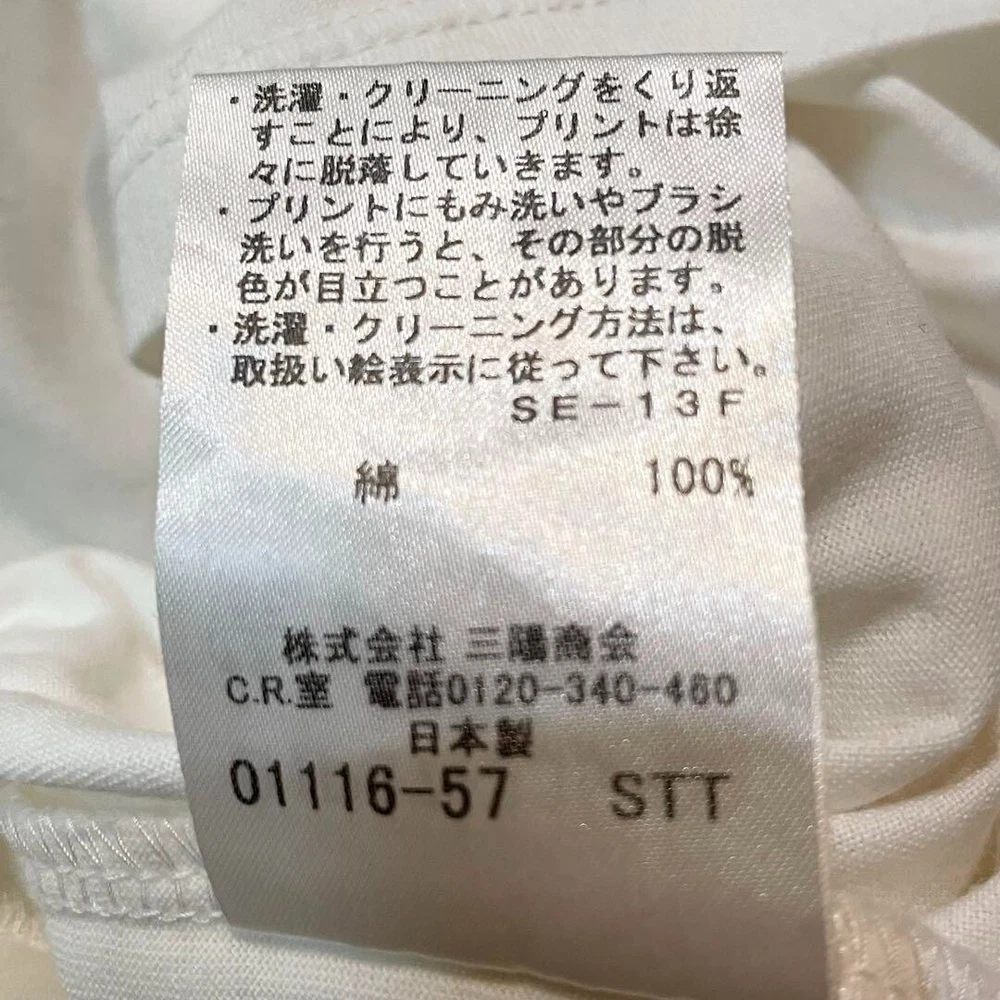 ・洗濯・クリーニングをくり返
すことにより、プリントは徐
々に脱落していきます。
・プリントにもみ洗いやブラシ
洗いを行うと、その部分の脱
色が目立つことがあります。
・洗濯・クリーニング方法は、
取扱い絵表示に従って下さい。
SE-13F
綿 100%
株式会社 三陽商会
C.R.室 電話0120-340-460
日本製
01116-57 STT